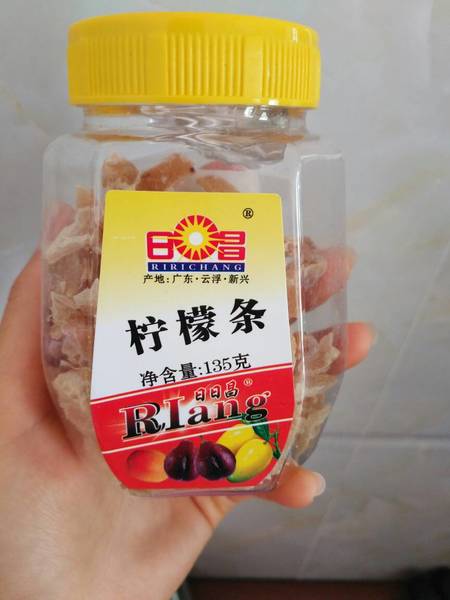 日日昌 ®
RIRICHANG
产地:广东·云浮·新兴
柠檬条
净含量:135克
日日昌 ®
RIang